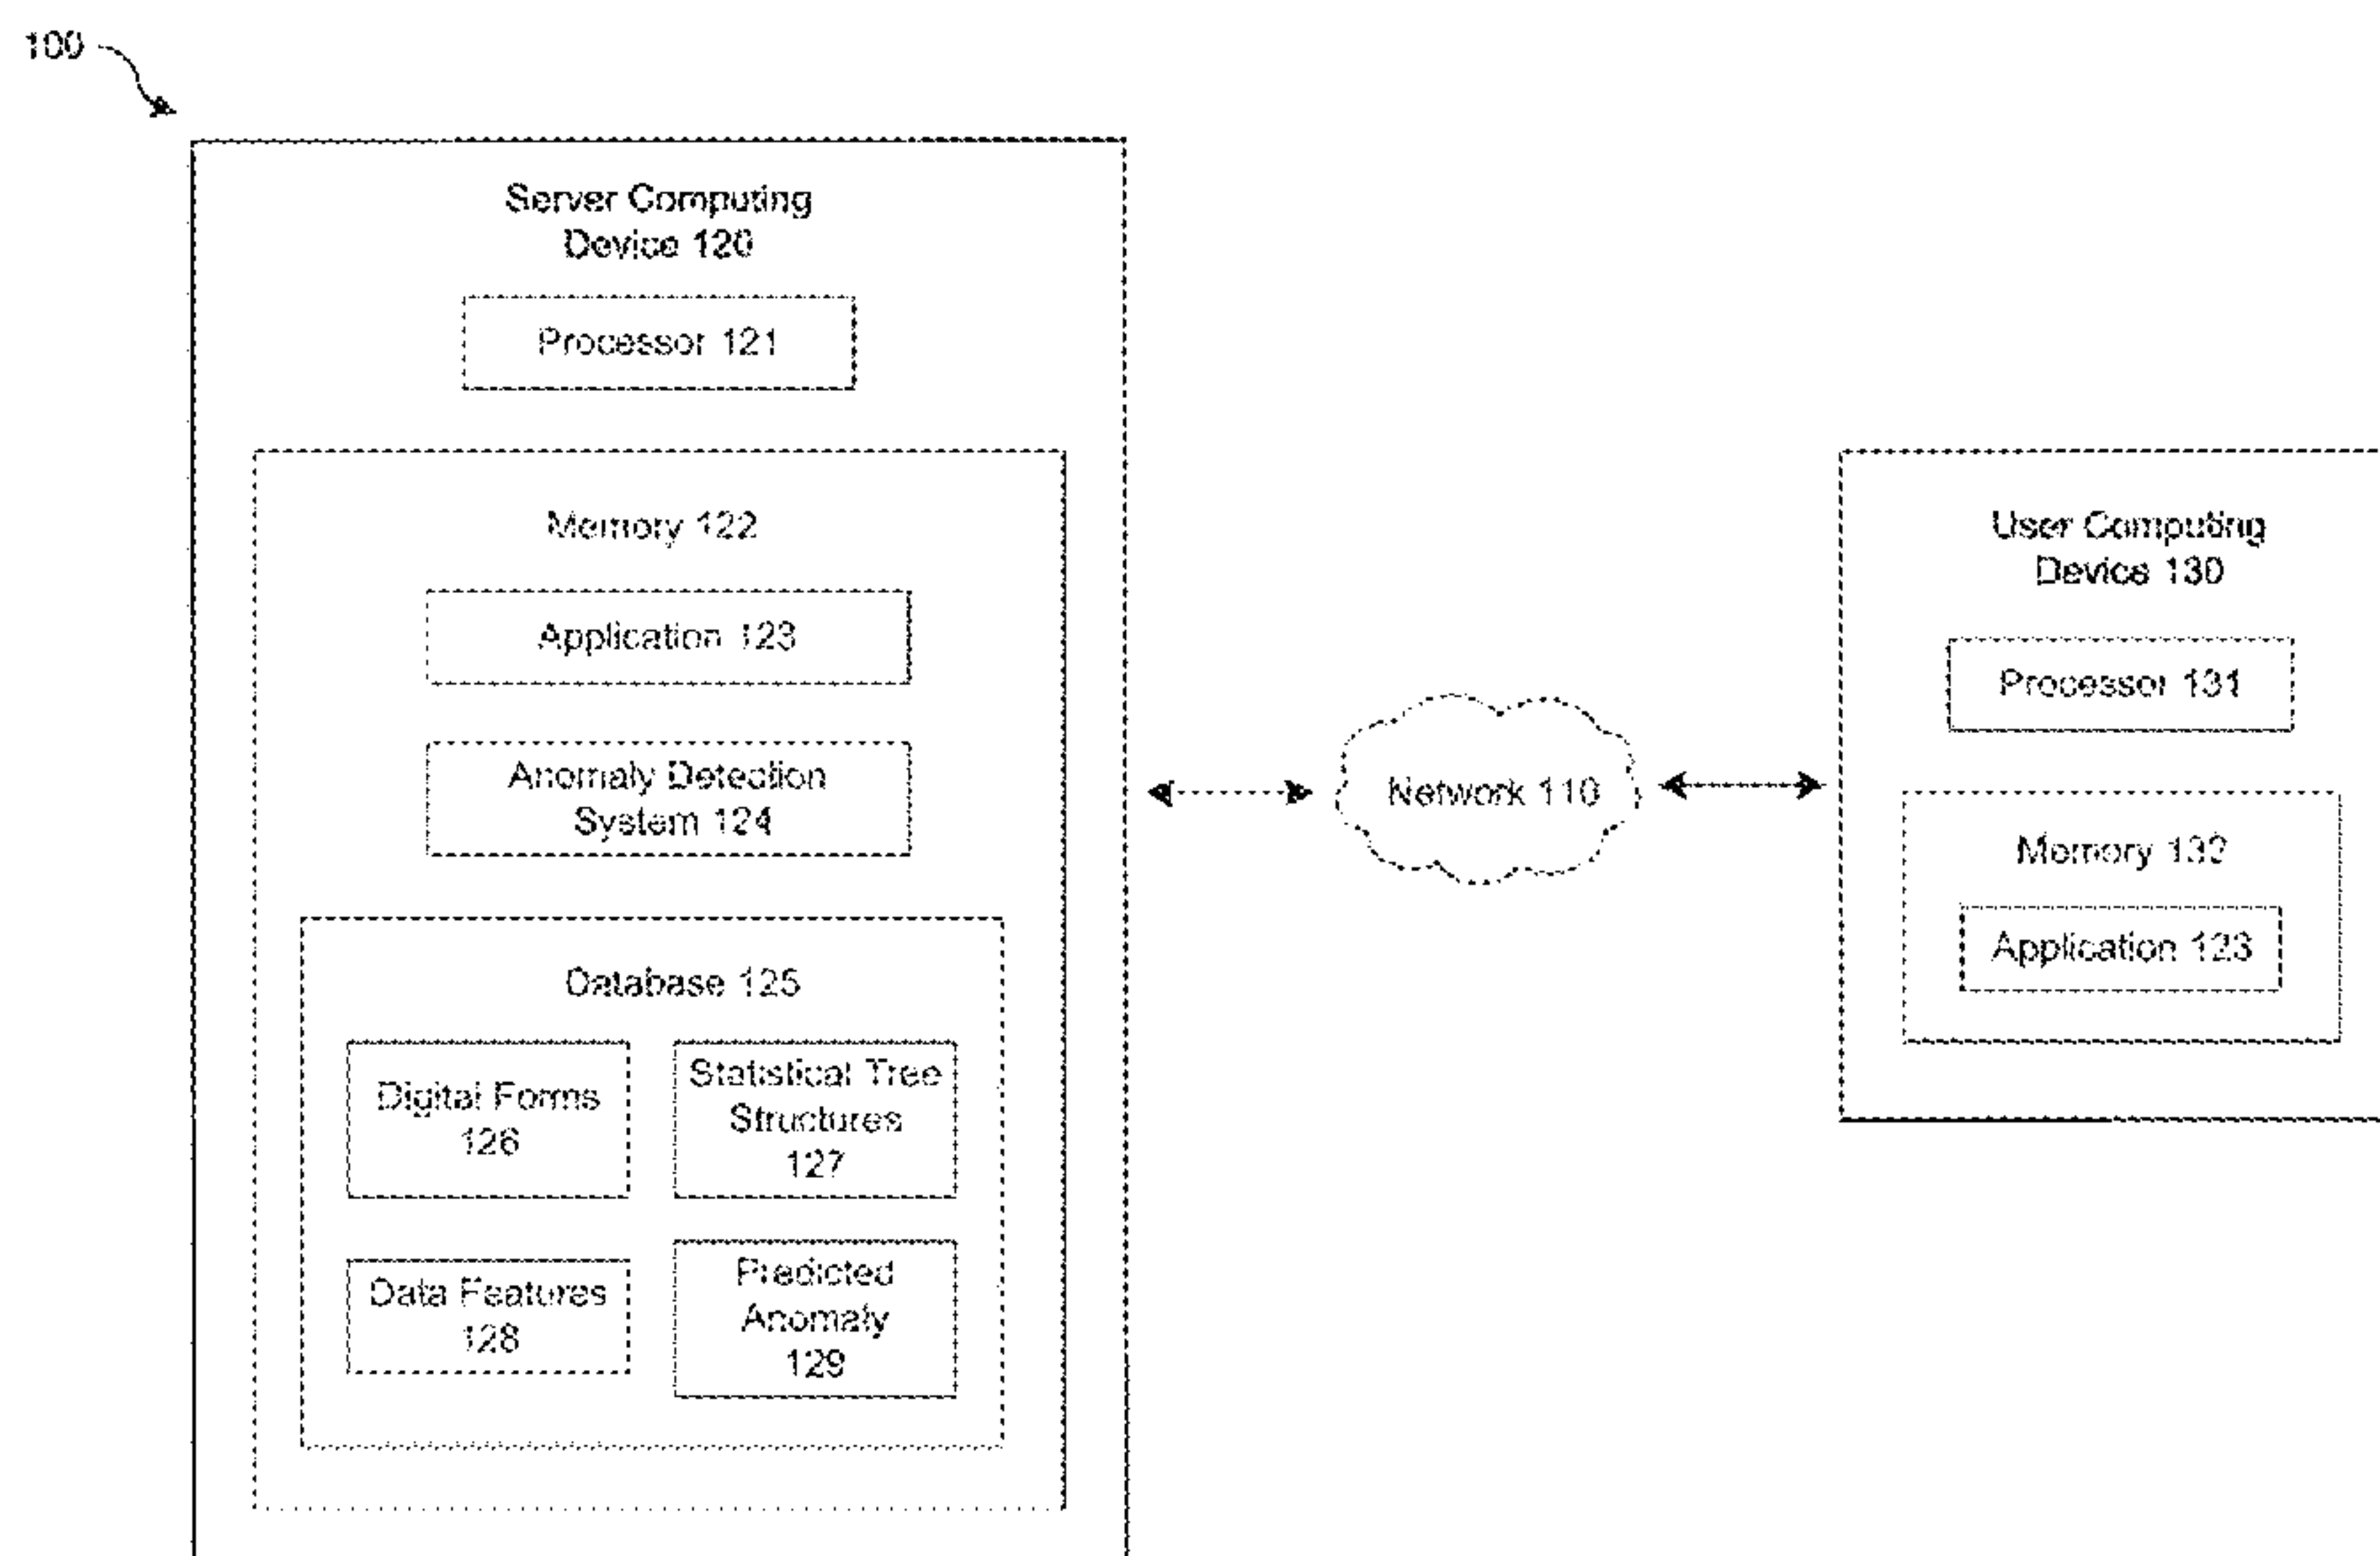 100
Server Computing
Device 120
Processor 121
Memory 122
Application 123
Anomaly Detection
System 124
Database 125
Digital Forms
126
Statistical Tree
Structures
127
Data Features
128
Predicted
Anomaly
129
Network 110
User Computing
Device 130
Processor 131
Memory 132
Application 123